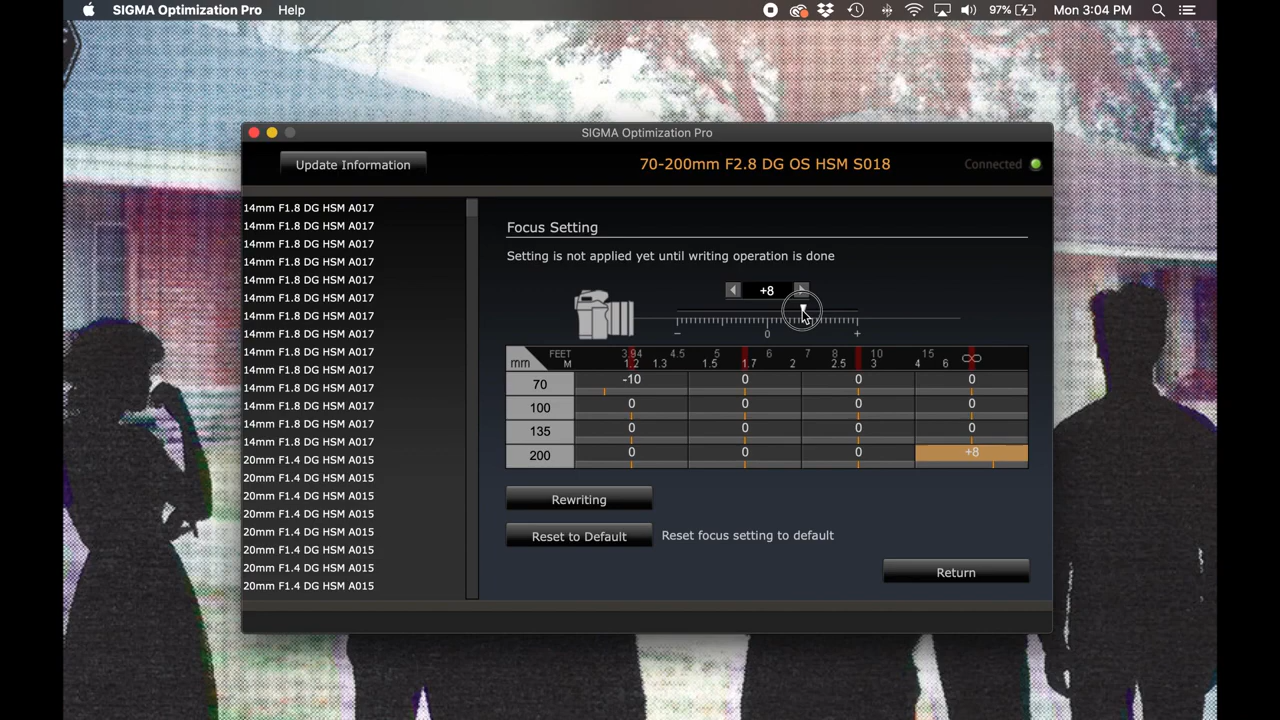 SIGMA Optimization Pro Help 97% Mon 3:04 PM
SIGMA Optimization Pro
Update Information 70-200mm F2.8 DG OS HSM S018 Connected
14mm F1.8 DG HSM A017
14mm F1.8 DG HSM A017
14mm F1.8 DG HSM A017
14mm F1.8 DG HSM A017
14mm F1.8 DG HSM A017
14mm F1.8 DG HSM A017
14mm F1.8 DG HSM A017
14mm F1.8 DG HSM A017
14mm F1.8 DG HSM A017
14mm F1.8 DG HSM A017
14mm F1.8 DG HSM A017
14mm F1.8 DG HSM A017
14mm F1.8 DG HSM A017
14mm F1.8 DG HSM A017
20mm F1.4 DG HSM A015
20mm F1.4 DG HSM A015
20mm F1.4 DG HSM A015
20mm F1.4 DG HSM A015
20mm F1.4 DG HSM A015
20mm F1.4 DG HSM A015
20mm F1.4 DG HSM A015
20mm F1.4 DG HSM A015
Focus Setting
Setting is not applied yet until writing operation is done
+8
− 0 +
FEET 3.94 4.5 5 6 7 8 10 15 ∞
mm M 1.2 1.3 1.5 1.7 2 2.5 3 4 6
70 -10 0 0 0
100 0 0 0 0
135 0 0 0 0
200 0 0 0 +8
Rewriting
Reset to Default Reset focus setting to default
Return